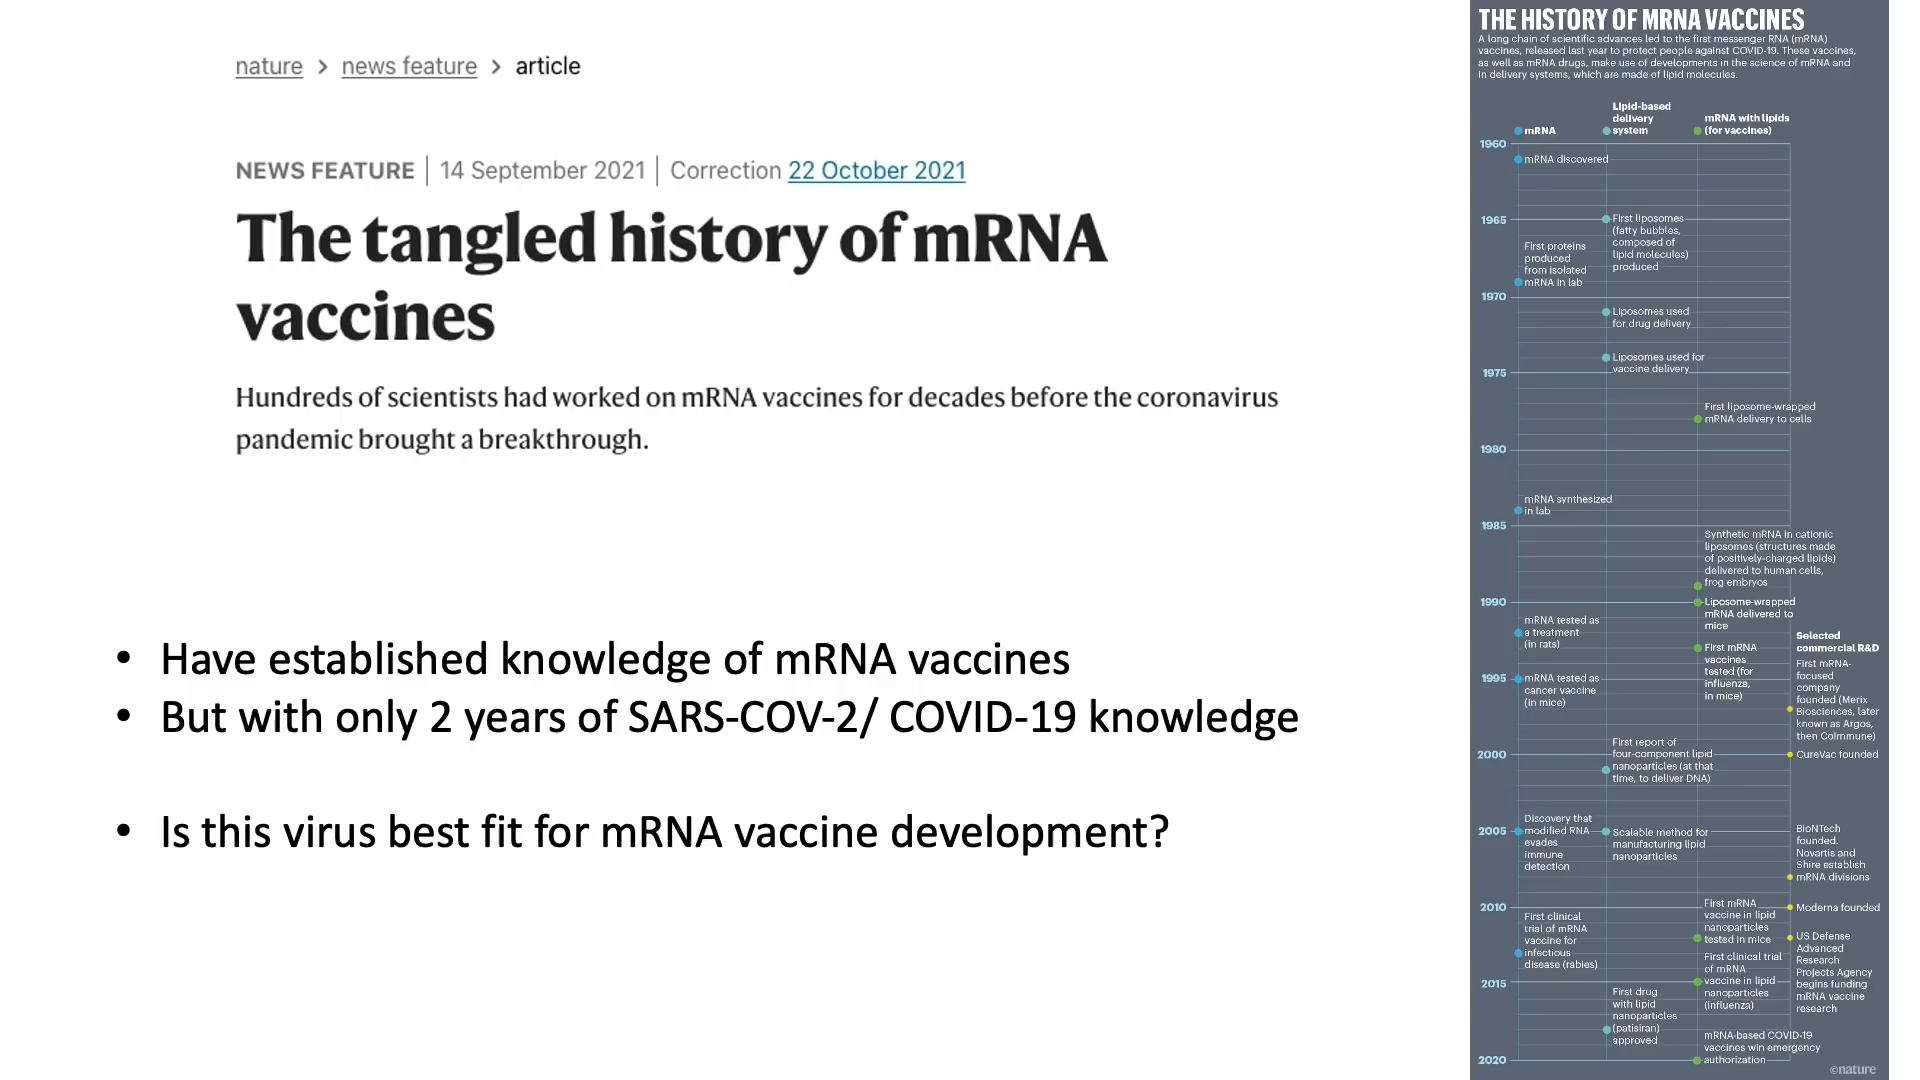 nature > news feature > article
NEWS FEATURE | 14 September 2021 | Correction 22 October 2021
The tangled history of mRNA
vaccines
Hundreds of scientists had worked on mRNA vaccines for decades before the coronavirus
pandemic brought a breakthrough.
• Have established knowledge of mRNA vaccines
• But with only 2 years of SARS-COV-2/ COVID-19 knowledge
• Is this virus best fit for mRNA vaccine development?
THE HISTORY OF MRNA VACCINES
A long chain of scientific advances led to the first messenger RNA (mRNA)
vaccines, released last year to protect people against COVID-19. These vaccines,
as well as mRNA drugs, make use of developments in the science of mRNA and
in delivery systems, which are made of lipid molecules.
mRNA
Lipid-based
delivery
system
mRNA with lipids
(for vaccines)
1960
mRNA discovered
1965
First liposomes
(fatty bubbles,
composed of
lipid molecules)
produced
First proteins
produced
from isolated
mRNA in lab
1970
Liposomes used
for drug delivery
Liposomes used for
vaccine delivery
1975
First liposome-wrapped
mRNA delivery to cells
1980
mRNA synthesized
in lab
1985
Synthetic mRNA in cationic
liposomes (structures made
of positively-charged lipids)
delivered to human cells,
frog embryos
1990
Liposome-wrapped
mRNA delivered to
mice
mRNA tested as
a treatment
(in rats)
Selected
commercial R&D
First mRNA
vaccines
tested (for
influenza,
in mice)
First mRNA-
focused
company
founded (Merix
Biosciences, later
known as Argos,
then CoImmune)
1995
mRNA tested as
cancer vaccine
(in mice)
First report of
four-component lipid
nanoparticles (at that
time, to deliver DNA)
2000
CureVac founded
Discovery that
modified RNA
evades
immune
detection
2005
Scalable method for
manufacturing lipid
nanoparticles
BioNTech
founded.
Novartis and
Shire establish
mRNA divisions
2010
First mRNA
vaccine in lipid
nanoparticles
tested in mice
Moderna founded
First clinical
trial of mRNA
vaccine for
infectious
disease (rabies)
US Defense
Advanced
Research
Projects Agency
begins funding
mRNA vaccine
research
First clinical trial
of mRNA
vaccine in lipid
nanoparticles
(influenza)
2015
First drug
with lipid
nanoparticles
(patisiran)
approved
mRNA-based COVID-19
vaccines win emergency
authorization
2020
©nature